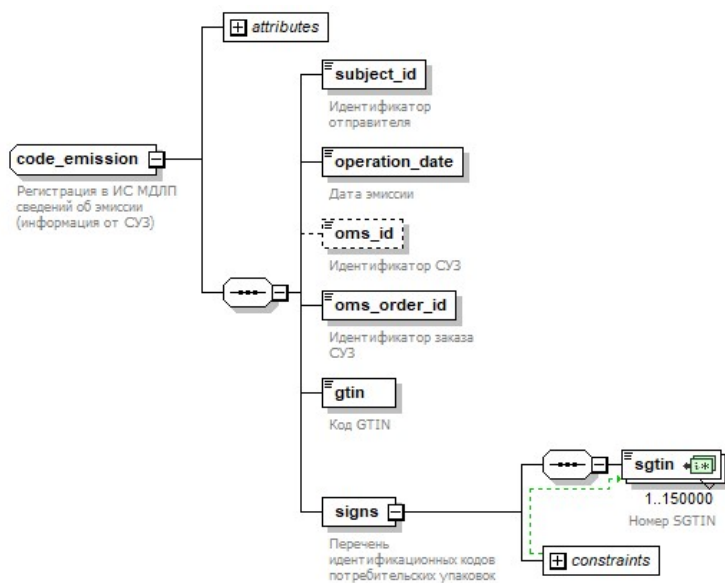 attributes
subject_id
Идентификатор
отправителя
code_emission
Регистрация в ИС МДЛП
сведений об эмиссии
(информация от СУЗ)
operation_date
Дата эмиссии
oms_id
Идентификатор СУЗ
oms_order_id
Идентификатор заказа
СУЗ
gtin
Код GTIN
signs
Перечень
идентификационных кодов
потребительских упаковок
sgtin
1..150000
Номер SGTIN
constraints